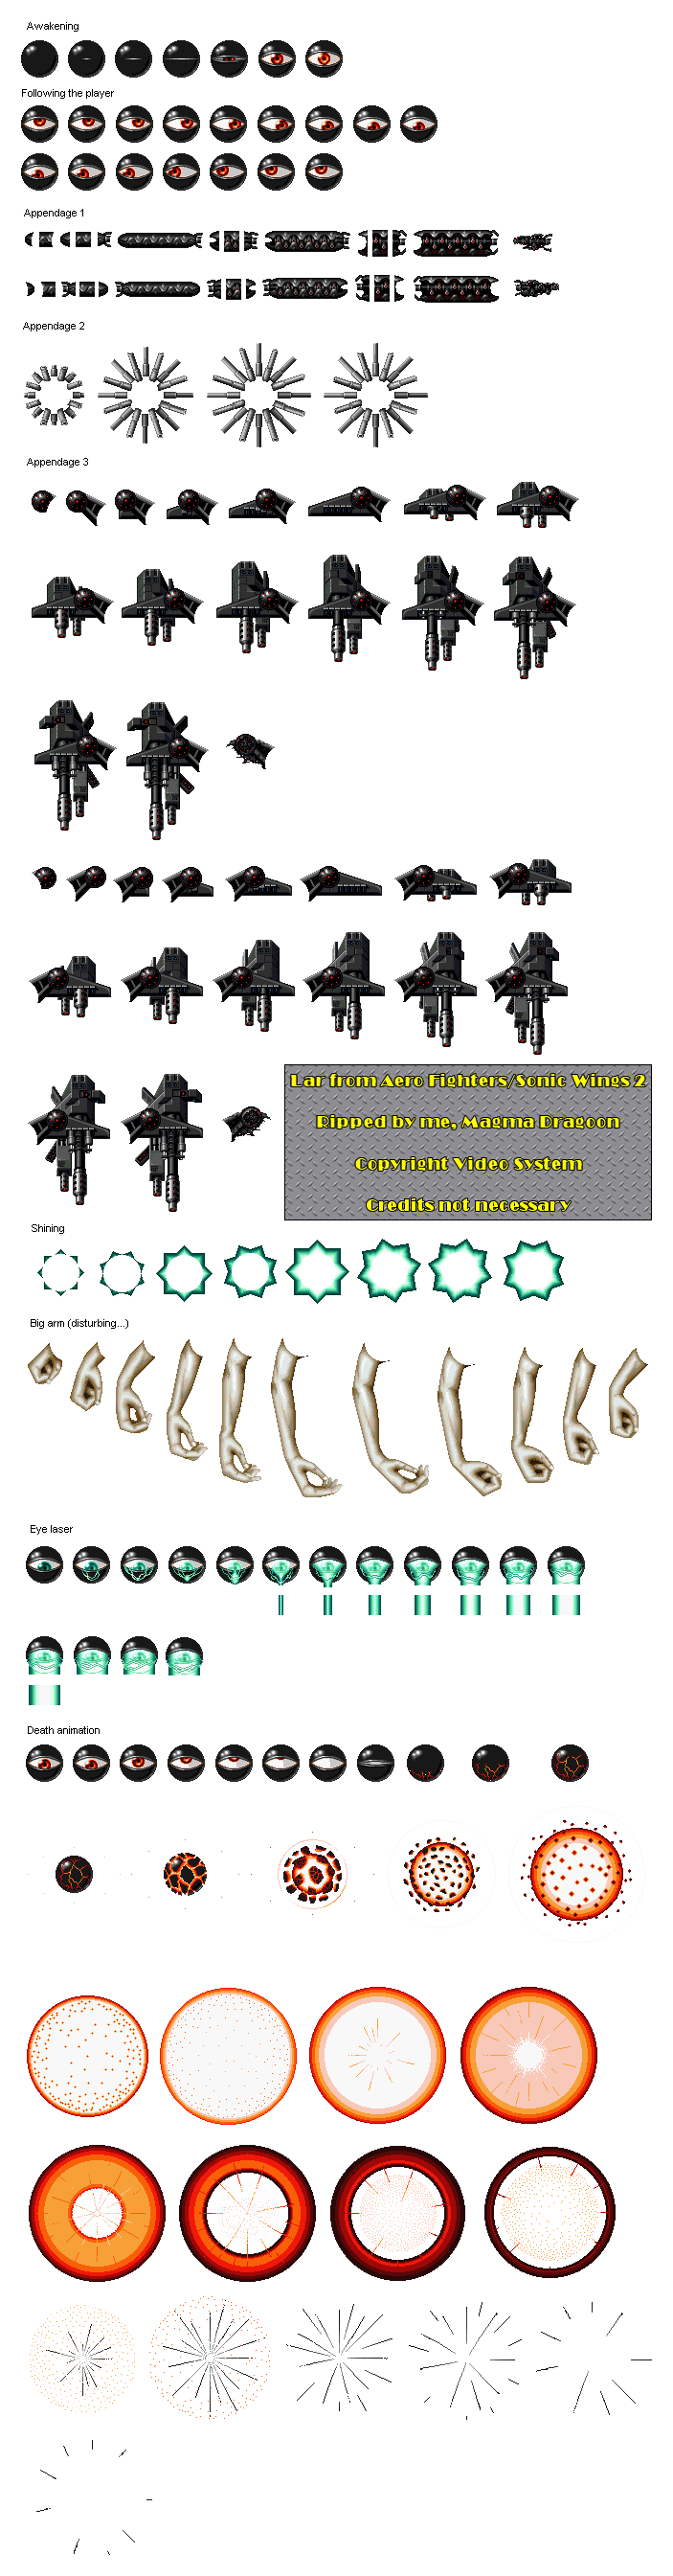 Awakening
Following the player
Appendage 1
Appendage 2
Appendage 3
Lar from Aero Fighters/Sonic Wings 2
Ripped by me, Magma Dragoon
Copyright Video System
Credits not necessary
Shining
Big arm (disturbing...)
Eye laser
Death animation